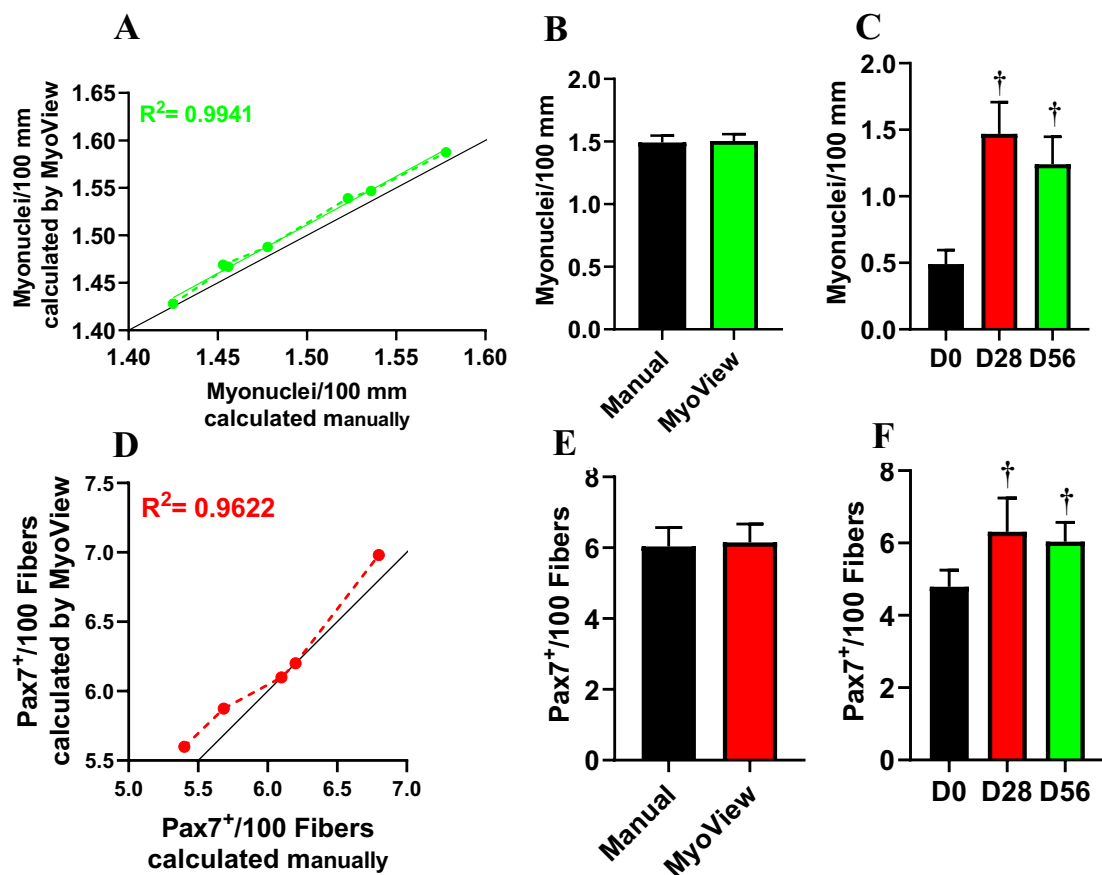 A
Myonuclei/100 mm
calculated by MyoView
R²= 0.9941
1.65
1.60
1.55
1.50
1.45
1.40
1.40
1.45
1.50
1.55
1.60
Myonuclei/100 mm
calculated manually
B
Myonuclei/100 mm
2.0
1.5
1.0
0.5
0.0
Manual
MyoView
C
Myonuclei/100 mm
2.0
1.5
1.0
0.5
0.0
†
†
D0
D28
D56
D
Pax7⁺/100 Fibers
calculated by MyoView
R²= 0.9622
7.5
7.0
6.5
6.0
5.5
5.0
5.5
6.0
6.5
7.0
Pax7⁺/100 Fibers
calculated manually
E
Pax7⁺/100 Fibers
8
6
4
2
0
Manual
MyoView
F
Pax7⁺/100 Fibers
8
6
4
2
0
†
†
D0
D28
D56